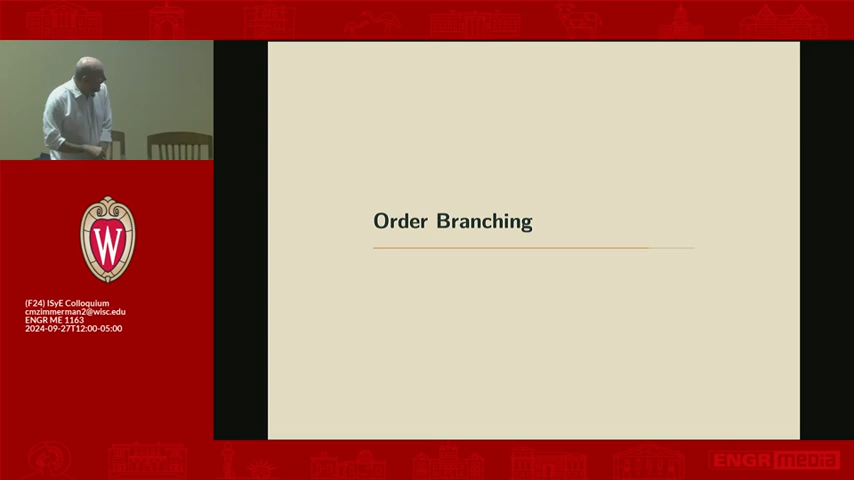 Order Branching
W
(F24) ISyE Colloquium
cmzimmerman2@wisc.edu
ENGR ME 1163
2024-09-27T12:00-05:00
ENGR media